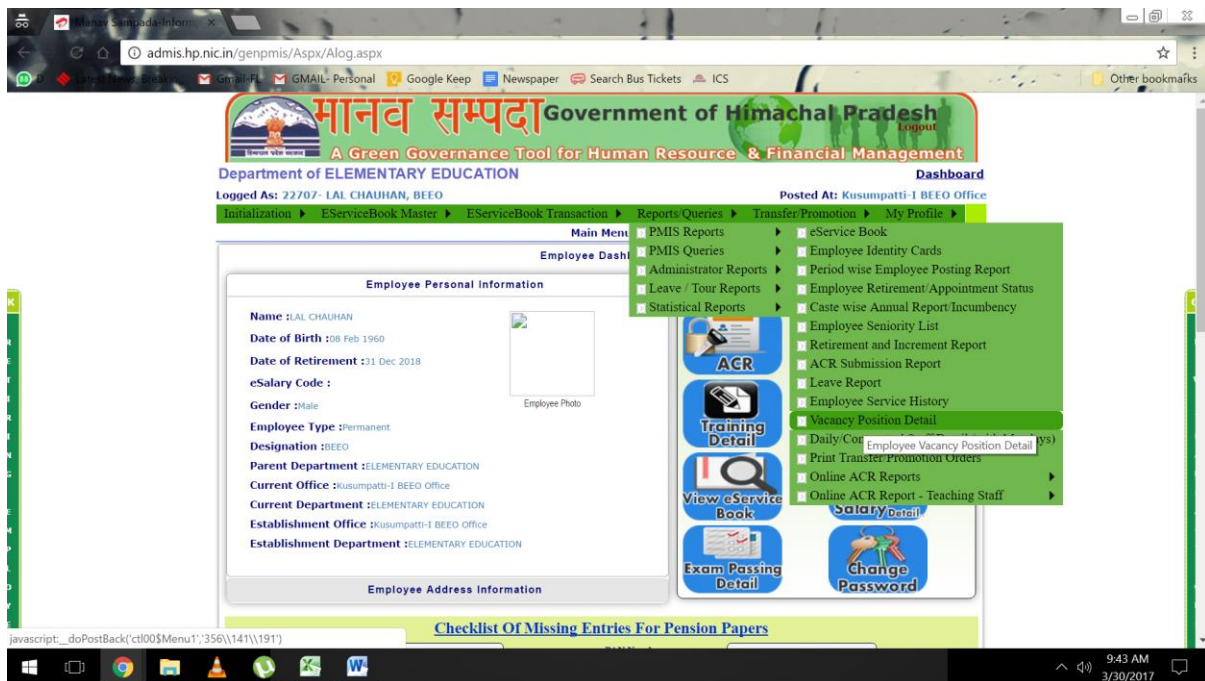 Manav Sampada-Inform
admis.hp.nic.in/genpmis/Aspx/Alog.aspx
Latest News, Breaking
Gmail-FL
GMAIL- Personal
Google Keep
Newspaper
Search Bus Tickets
ICS
Other bookmarks
मानव सम्पदा Government of Himachal Pradesh
Logout
A Green Governance Tool for Human Resource & Financial Management
Department of ELEMENTARY EDUCATION
Dashboard
Logged As: 22707- LAL CHAUHAN, BEEO
Posted At: Kusumpatti-I BEEO Office
Initialization EServiceBook Master EServiceBook Transaction Reports/Queries Transfer/Promotion My Profile
Main Menu
Employee Dash
PMIS Reports
PMIS Queries
Administrator Reports
Leave / Tour Reports
Statistical Reports
eService Book
Employee Identity Cards
Period wise Employee Posting Report
Employee Retirement/Appointment Status
Caste wise Annual Report/Incumbency
Employee Seniority List
Retirement and Increment Report
ACR Submission Report
Leave Report
Employee Service History
Vacancy Position Detail
Employee Vacancy Position Detail
Print Transfer/Promotion Orders
Online ACR Reports
Online ACR Report - Teaching Staff
Employee Personal Information
Name :LAL CHAUHAN
Date of Birth :08 Feb 1960
Date of Retirement :31 Dec 2018
eSalary Code :
Gender :Male
Employee Type :Permanent
Designation :BEEO
Parent Department :ELEMENTARY EDUCATION
Current Office :Kusumpatti-I BEEO Office
Current Department :ELEMENTARY EDUCATION
Establishment Office :Kusumpatti-I BEEO Office
Establishment Department :ELEMENTARY EDUCATION
Employee Photo
Employee Address Information
ACR
Training
Detail
View eService
Book
Salary Detail
Exam Passing
Detail
Change
Password
Checklist Of Missing Entries For Pension Papers
javascript:__doPostBack('ctl00$Menu1','356\\141\\191')
9:43 AM
3/30/2017